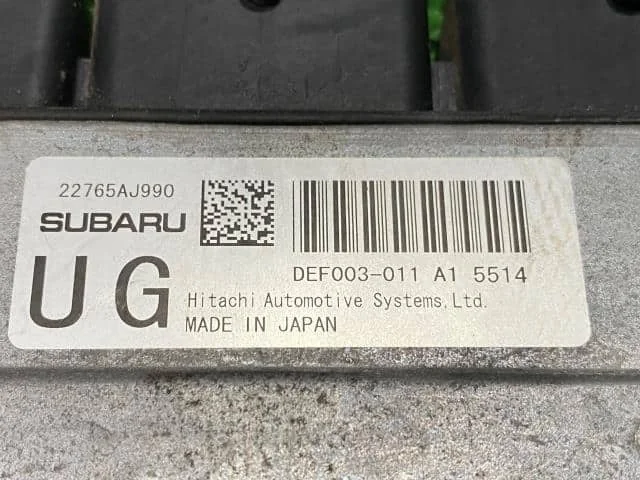 22765AJ990
SUBARU
UG
DEF003-011 A1 5514
Hitachi Automotive Systems,Ltd.
MADE IN JAPAN